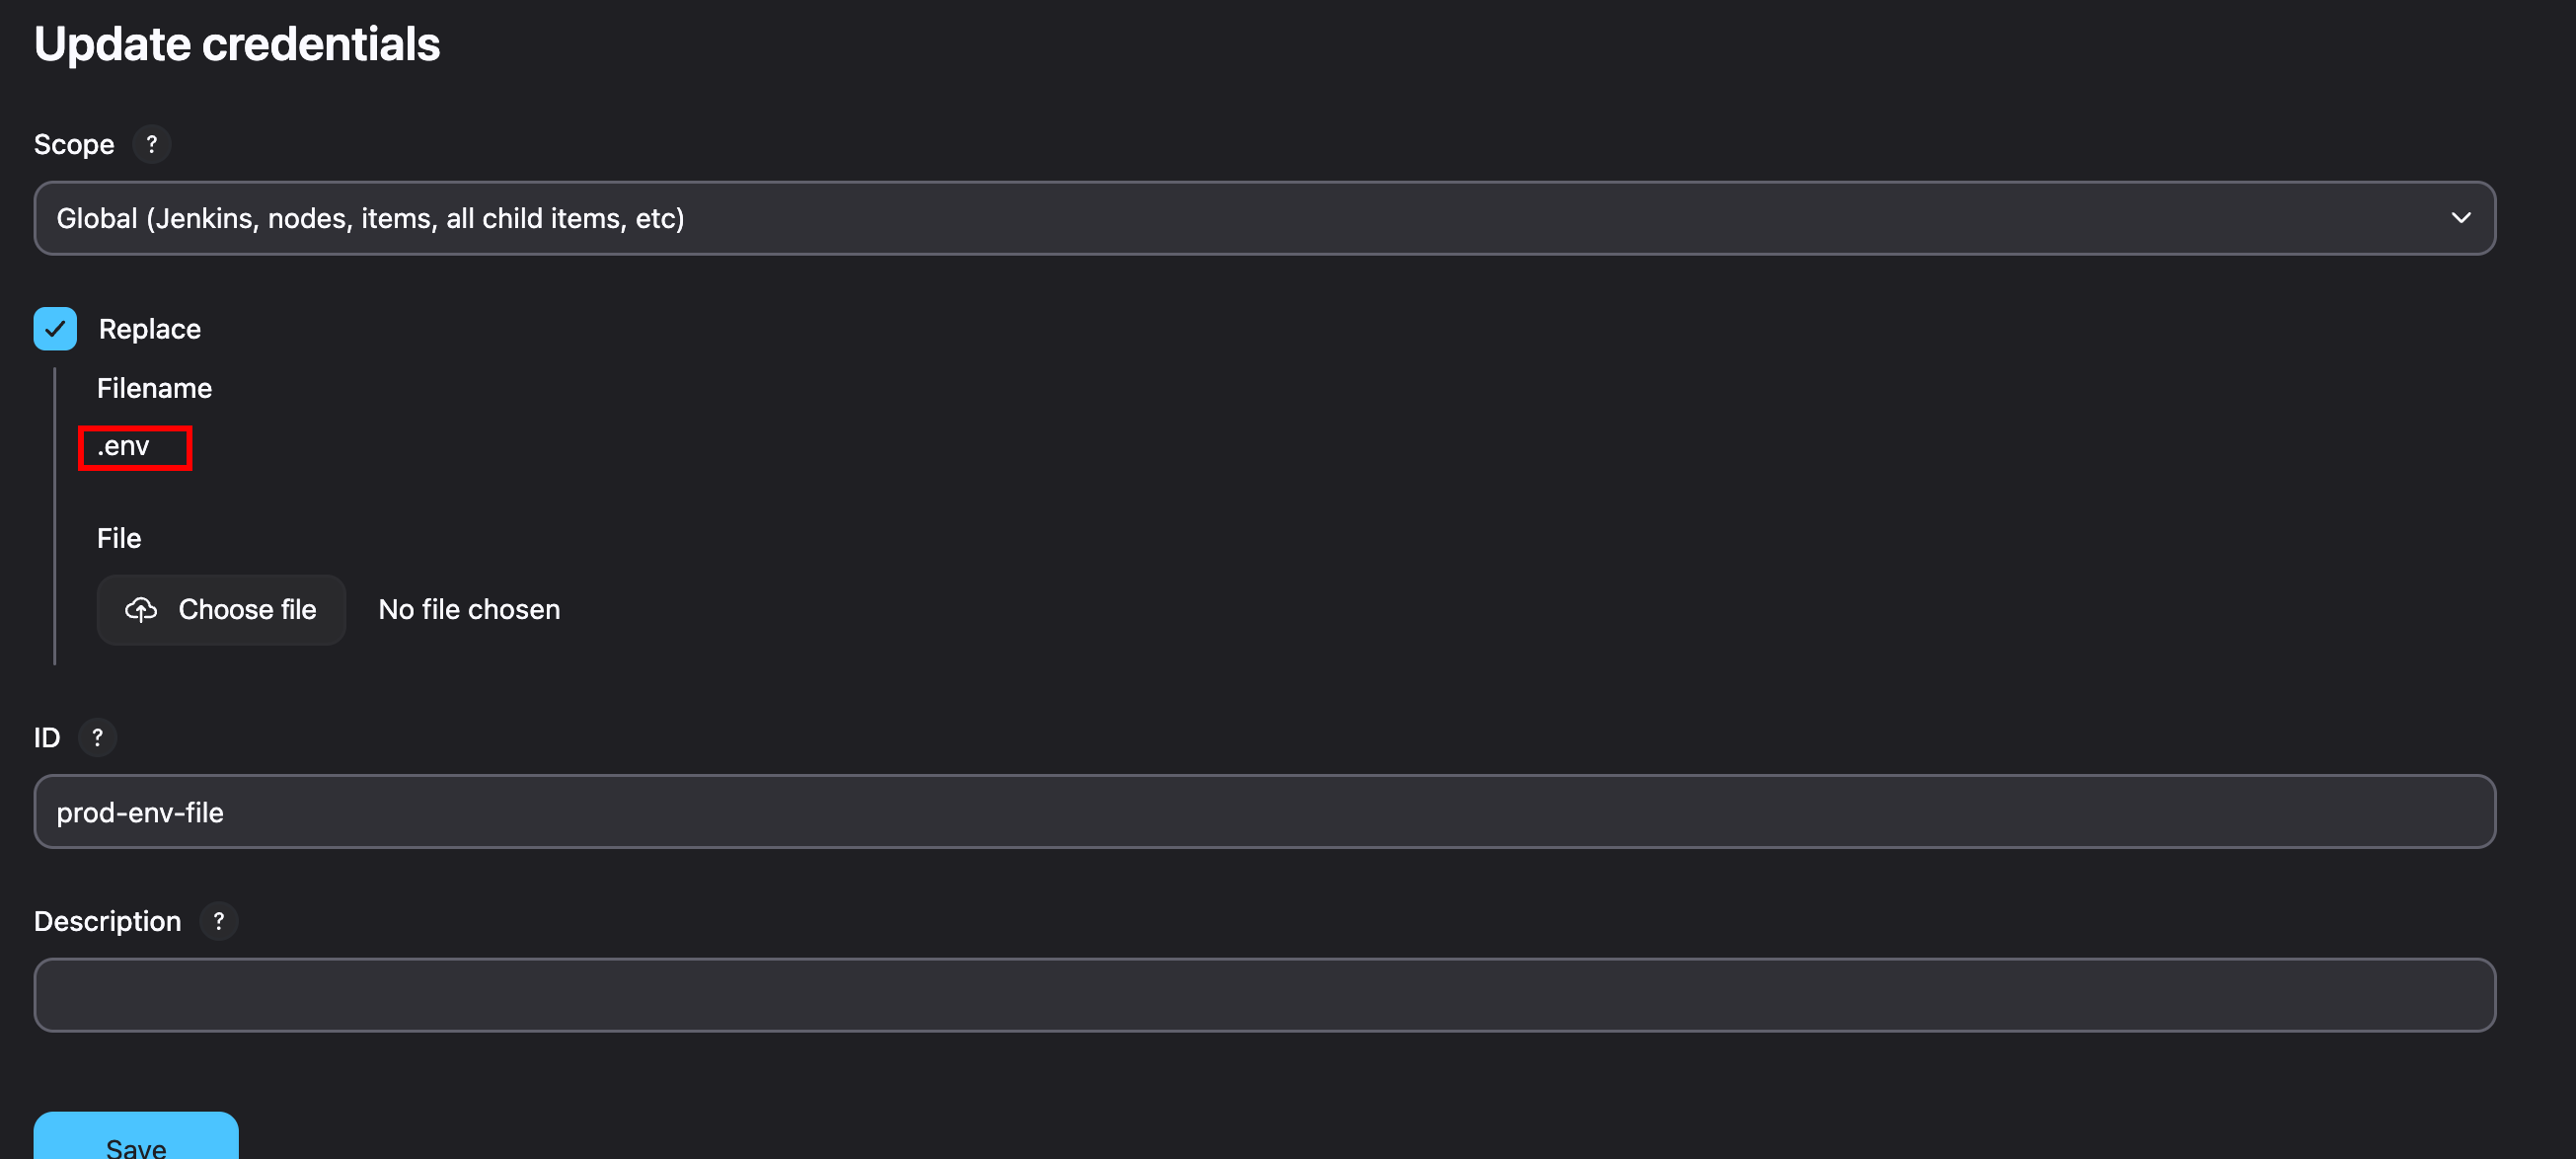 Update credentials
Scope ?
Global (Jenkins, nodes, items, all child items, etc)
Replace
Filename
.env
File
Choose file No file chosen
ID ?
prod-env-file
Description ?
Save